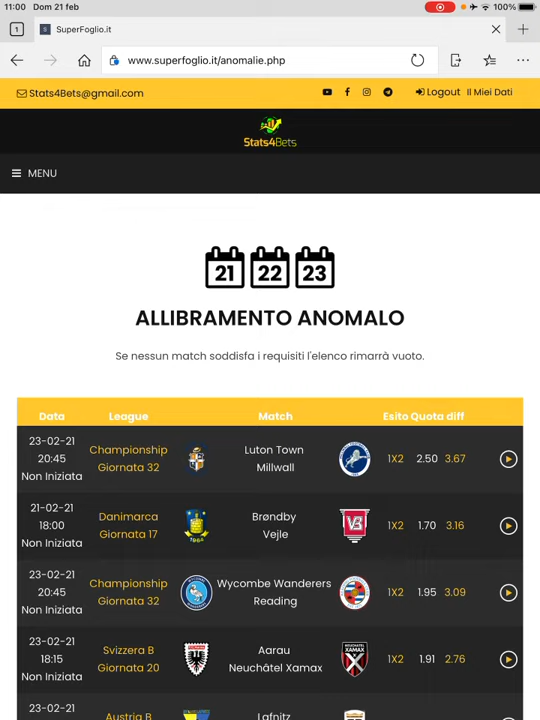 11:00 Dom 21 feb 100%
1 SuperFoglio.it
www.superfoglio.it/anomalie.php
Stats4Bets@gmail.com Logout Il Miei Dati
Stats4Bets
MENU
21 22 23
ALLIBRAMENTO ANOMALO
Se nessun match soddisfa i requisiti l'elenco rimarrà vuoto.
Data League Match Esito Quota diff
23-02-21
20:45
Non Iniziata
Championship
Giornata 32
Luton Town
Millwall
1X2 2.50 3.67
21-02-21
18:00
Non Iniziata
Danimarca
Giornata 17
Brøndby
Vejle
1X2 1.70 3.16
23-02-21
20:45
Non Iniziata
Championship
Giornata 32
Wycombe Wanderers
Reading
1X2 1.95 3.09
23-02-21
18:15
Non Iniziata
Svizzera B
Giornata 20
Aarau
Neuchâtel Xamax
1X2 1.91 2.76
23-02-21
Austria B
Lafnitz